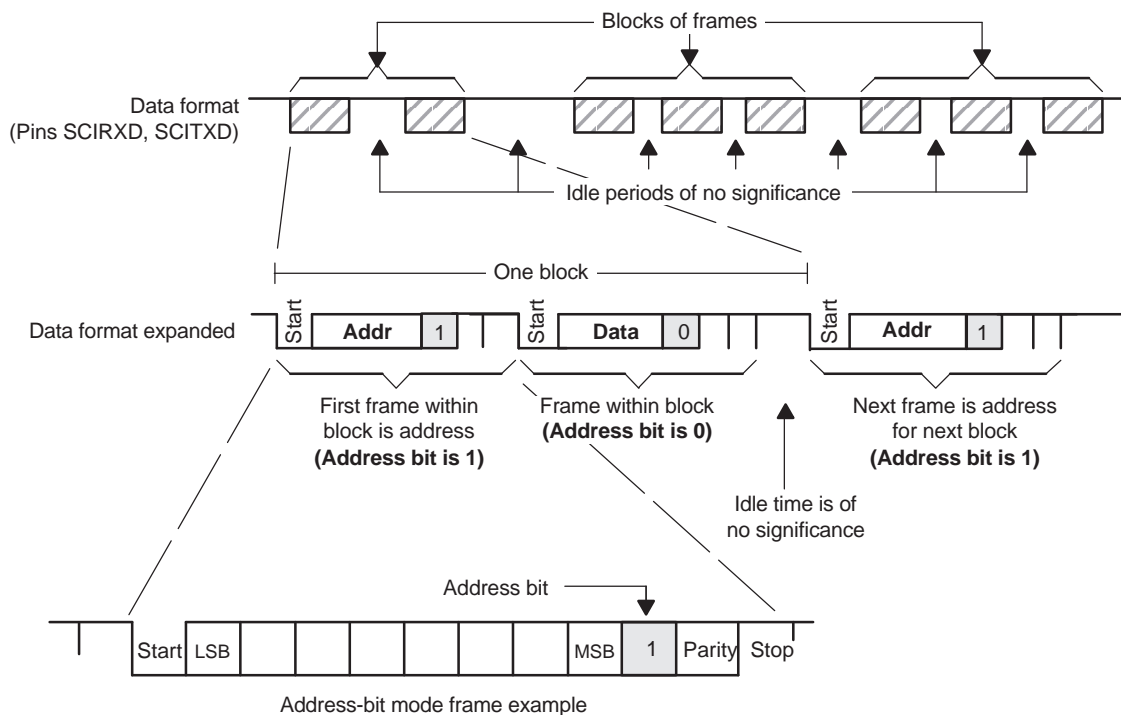 Blocks of frames
Data format
(Pins SCIRXD, SCITXD)
Idle periods of no significance
One block
Data format expanded
Start
Addr
1
Start
Data
0
Start
Addr
1
First frame within
block is address
(Address bit is 1)
Frame within block
(Address bit is 0)
Next frame is address
for next block
(Address bit is 1)
Idle time is of
no significance
Address bit
Start
LSB
MSB
1
Parity
Stop
Address-bit mode frame example